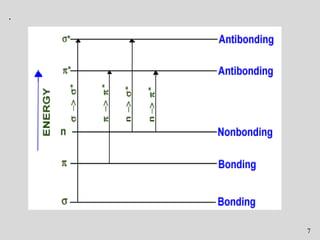 .
σ* Antibonding
π* Antibonding
ENERGY
σ –> σ*
π –> π*
n –> σ*
n –> π*
n Nonbonding
π Bonding
σ Bonding
7